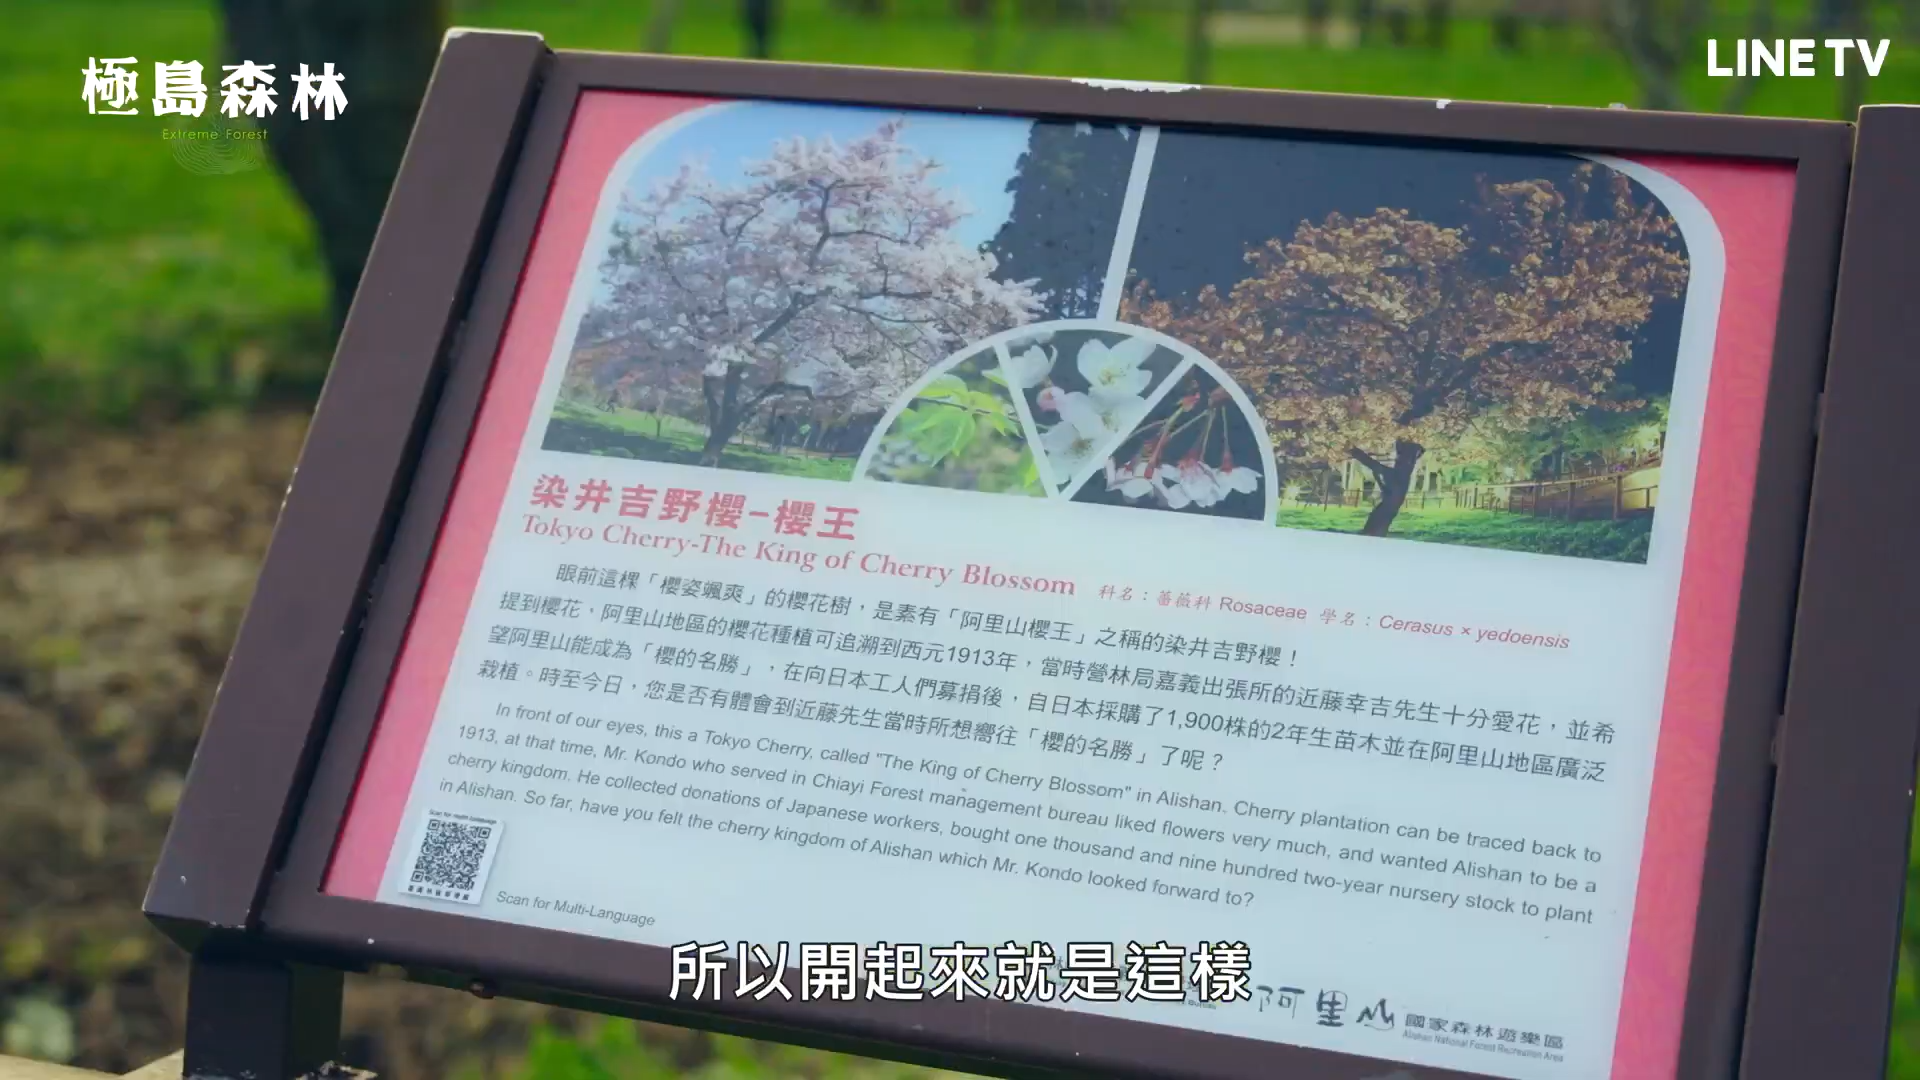 極島森林
Extreme Forest
LINE TV
染井吉野櫻-櫻王
Tokyo Cherry-The King of Cherry Blossom 科名：薔薇科 Rosaceae 學名：Cerasus × yedoensis
眼前這棵「櫻姿颯爽」的櫻花樹，是素有「阿里山櫻王」之稱的染井吉野櫻！
提到櫻花，阿里山地區的櫻花種植可追溯到西元1913年，當時營林局嘉義出張所的近藤幸吉先生十分愛花，並希
望阿里山能成為「櫻的名勝」，在向日本工人們募捐後，自日本採購了1,900株的2年生苗木並在阿里山地區廣泛
栽植。時至今日，您是否有體會到近藤先生當時所想嚮往「櫻的名勝」了呢？
In front of our eyes, this a Tokyo Cherry, called "The King of Cherry Blossom" in Alishan. Cherry plantation can be traced back to
1913, at that time, Mr. Kondo who served in Chiayi Forest management bureau liked flowers very much, and wanted Alishan to be a
cherry kingdom. He collected donations of Japanese workers, bought one thousand and nine hundred two-year nursery stock to plant
in Alishan. So far, have you felt the cherry kingdom of Alishan which Mr. Kondo looked forward to?
Scan for Multi-Language
Scan for Multi-Language
所以開起來就是這樣
阿里山 國家森林遊樂區
Alishan National Forest Recreation Area